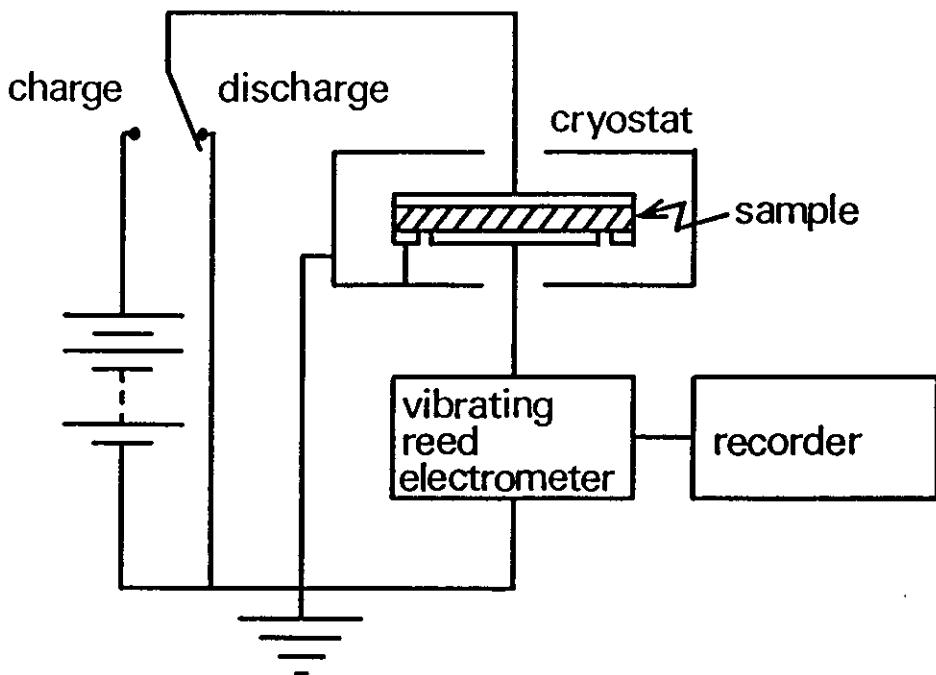 charge
discharge
cryostat
sample
vibrating
reed
electrometer
recorder